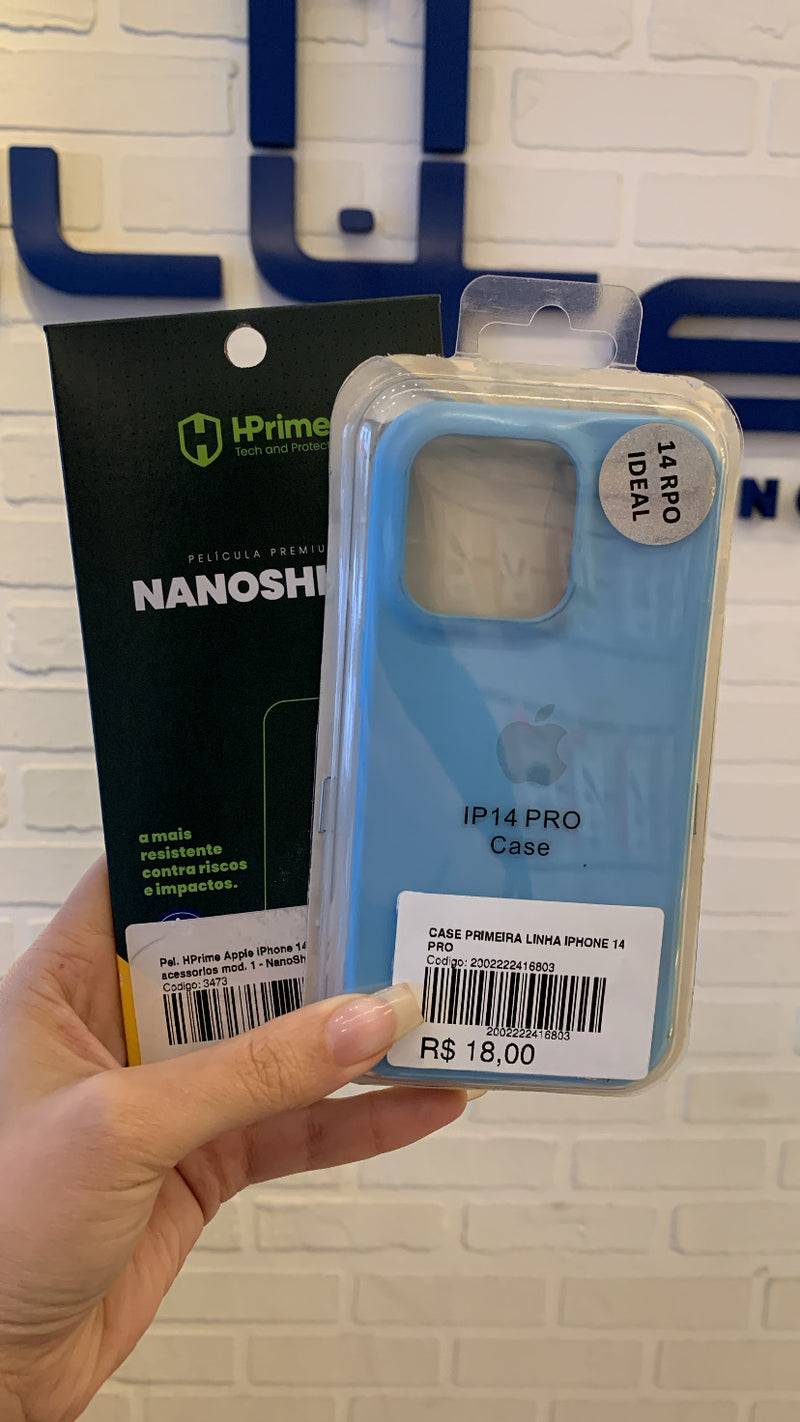 HPrime
Tech and Protect
PELÍCULA PREMIU
NANOSHI
a mais
resistente
contra riscos
e impactos.
Pel. HPrime Apple iPhone 14
acessorios mod. 1 - NanoSh
Codigo: 3473
14 RPO
IDEAL
IP14 PRO
Case
CASE PRIMEIRA LINHA IPHONE 14
PRO
Codigo: 2002222416803
2002222416803
R$ 18,00